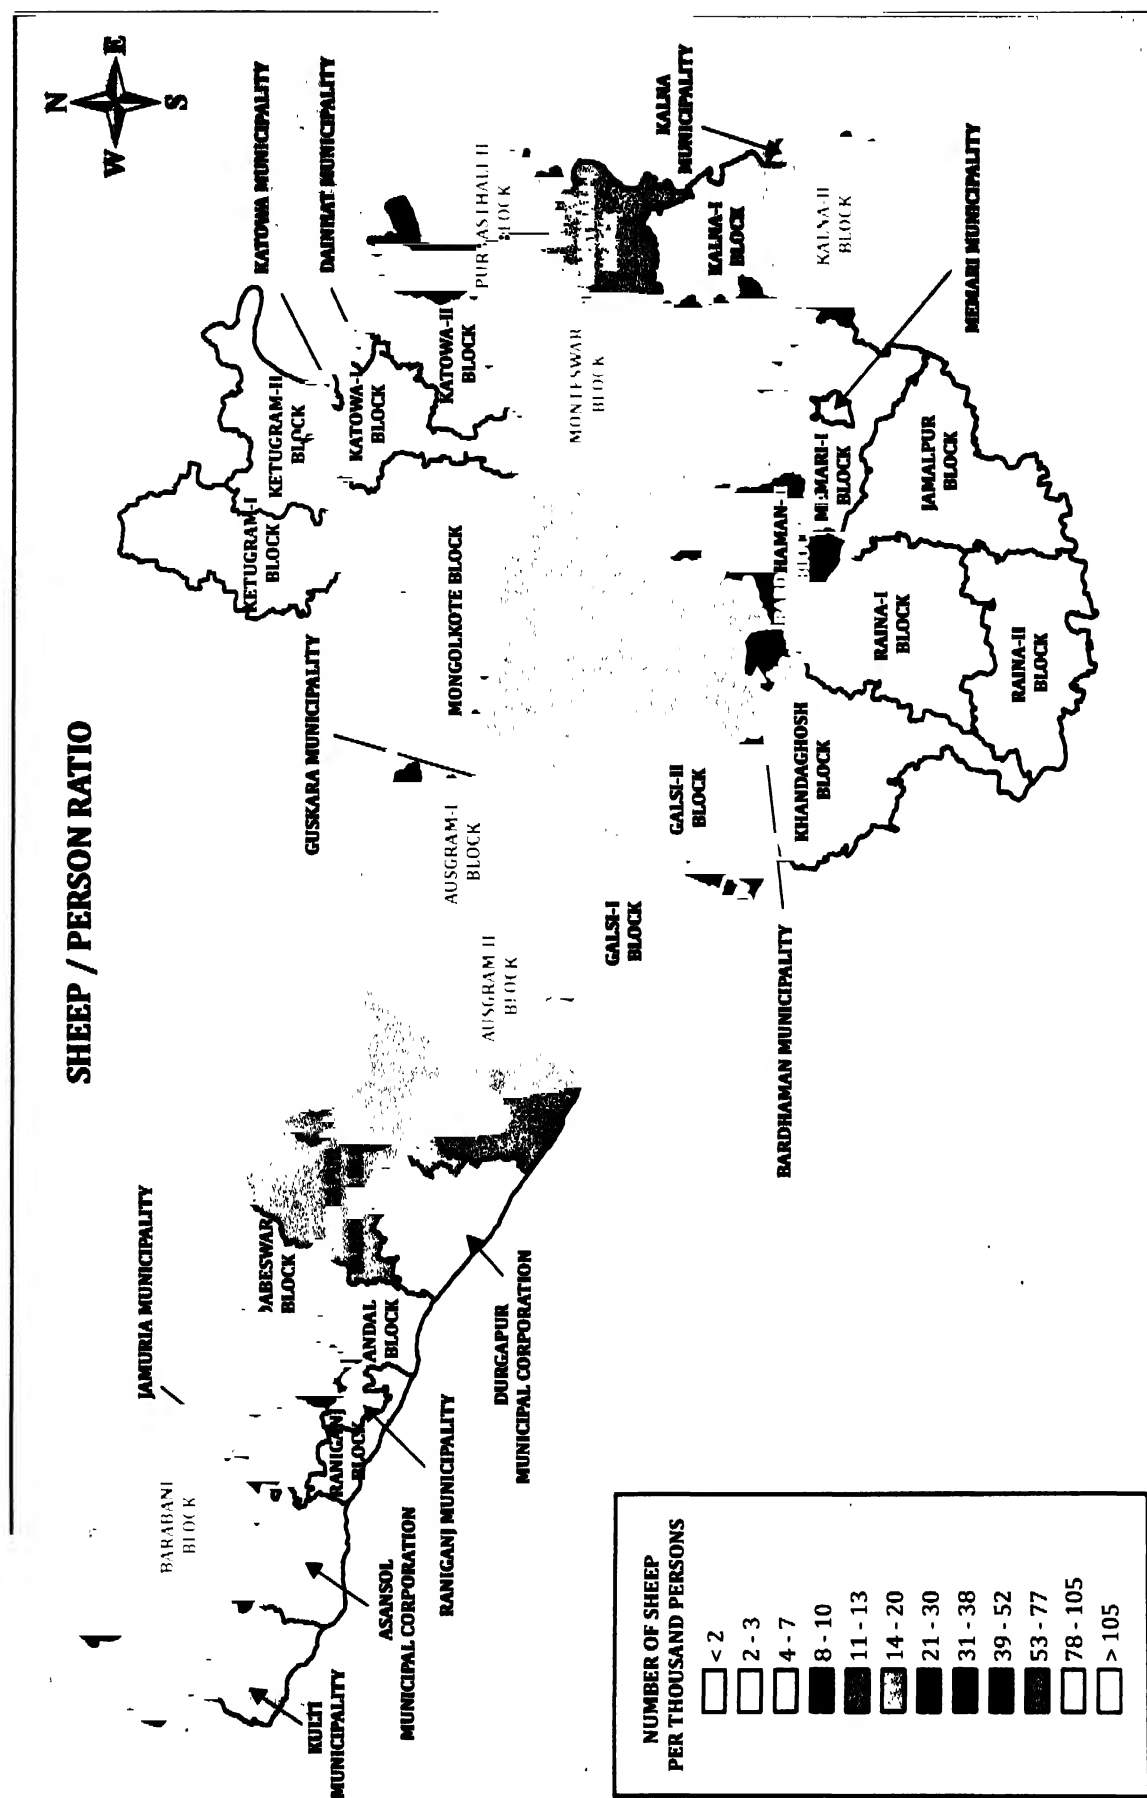 SHEEP / PERSON RATIO
N
W
E
S
KATOWA MUNICIPALITY
DAINHAT MUNICIPALITY
KETUGRAM-I
BLOCK
KETUGRAM-II
BLOCK
KATOWA-I
BLOCK
KATOWA-II
BLOCK
II
BLOCK
MONTESWAR
BLOCK
KALNA
MUNICIPALITY
KALNA-I
BLOCK
KALNA-II
BLOCK
MEMARI MUNICIPALITY
BLOCK
JAMALPUR
BLOCK
RAINA-I
BLOCK
RAINA-II
BLOCK
KHANDAGHOSH
BLOCK
BARDHAMAN MUNICIPALITY
GALSI-II
BLOCK
GALSI-I
BLOCK
MONGOLKOTE BLOCK
GUSKARA MUNICIPALITY
AUSGRAM-I
BLOCK
AUSGRAM II
BLOCK
JAMURIA MUNICIPALITY
BLOCK
ANDAL
BLOCK
DURGAPUR
MUNICIPAL CORPORATION
RANIGANJ
BLOCK
RANIGANJ MUNICIPALITY
BARABANI
BLOCK
ASANSOL
MUNICIPAL CORPORATION
KULTI
MUNICIPALITY
NUMBER OF SHEEP
PER THOUSAND PERSONS
< 2
2 - 3
4 - 7
8 - 10
11 - 13
14 - 20
21 - 30
31 - 38
39 - 52
53 - 77
78 - 105
> 105